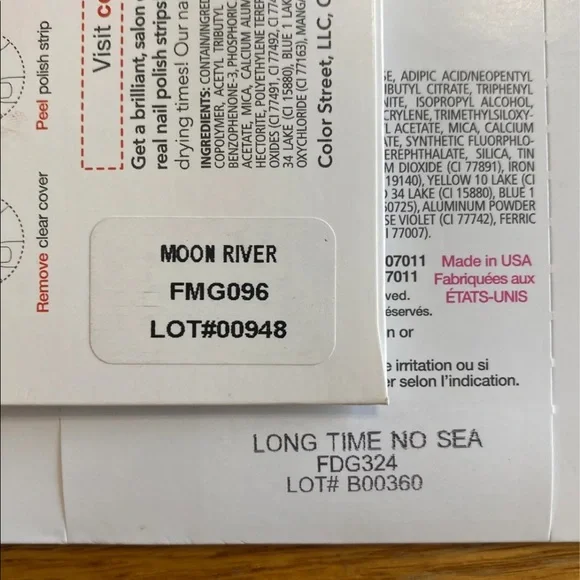 Peel polish strip
Remove clear cover
Visit
Get a brilliant, salon
real nail polish strips
drying times! Our na
INGREDIENTS: CONTAIN/INGRED
COPOLYMER, ACETYL TRIBUTYL
BENZOPHENONE-3, PHOSPHORIC
ACETATE, MICA, CALCIUM ALUM
HECTORITE, POLYETHYLENE TEREP
OXIDES (CI 77491, CI 77492, CI 774
34 LAKE (CI 15880), BLUE 1 LAK
OXYCHLORIDE (CI 77163), MANGA
Color Street, LLC, C
MOON RIVER
FMG096
LOT#00948
SE, ADIPIC ACID/NEOPENTYL
IBUTYL CITRATE, TRIPHENYL
NITE, ISOPROPYL ALCOHOL,
CRYLENE, TRIMETHYLSILOXY-
L ACETATE, MICA, CALCIUM
ATE, SYNTHETIC FLUORPHLO-
EREPHTHALATE, SILICA, TIN
M DIOXIDE (CI 77891), IRON
19140), YELLOW 10 LAKE (CI
D 34 LAKE (CI 15880), BLUE 1
60725), ALUMINUM POWDER
SE VIOLET (CI 77742), FERRIC
I 77007).
07011
7011
Made in USA
Fabriquées aux
ÉTATS-UNIS
ved.
éservés.
n or
e irritation ou si
er selon l'indication.
LONG TIME NO SEA
FDG324
LOT# B00360